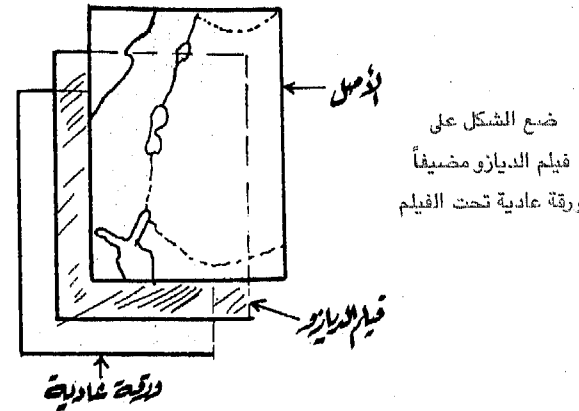 الأصل
ضع الشكل على
فيلم الديازو مضيفاً
ورقة عادية تحت الفيلم
فيلم الديازو
ورقة عادية